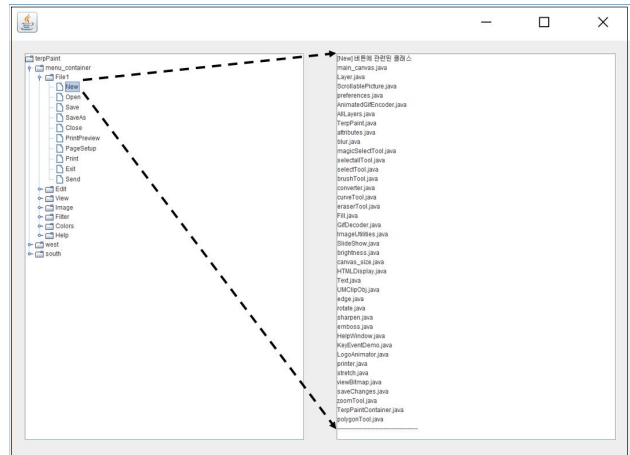 terpPaint
menu_container
File1
New
Open
Save
SaveAs
Close
PrintPreview
PageSetup
Print
Exit
Send
Edit
View
Image
Filter
Colors
Help
west
south
[New] 버튼에 관련된 클래스
main_canvas.java
Layer.java
ScrollablePicture.java
preferences.java
AnimatedGifEncoder.java
AllLayers.java
TerpPaint.java
attributes.java
blur.java
magicSelectTool.java
selectallTool.java
selectTool.java
brushTool.java
converter.java
curveTool.java
eraserTool.java
Fill.java
GifDecoder.java
ImageUtilities.java
SlideShow.java
brightness.java
canvas_size.java
HTMLDisplay.java
Text.java
UMClipObj.java
edge.java
rotate.java
sharpen.java
emboss.java
HelpWindow.java
KeyEventDemo.java
LogoAnimator.java
printer.java
stretch.java
viewBitmap.java
saveChanges.java
zoomTool.java
TerpPaintContainer.java
polygonTool.java